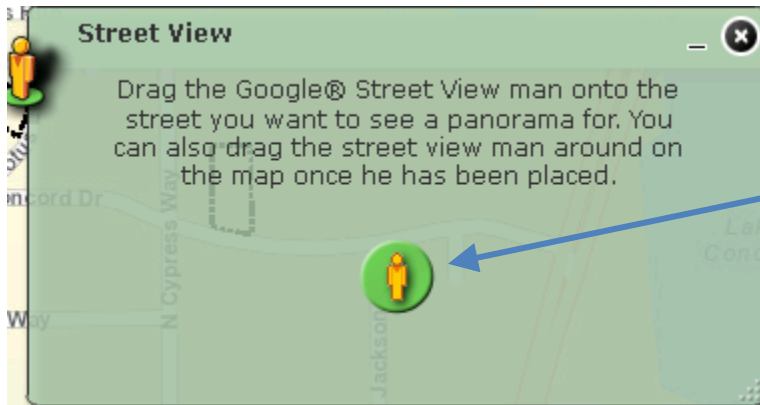 Street View
Drag the Google® Street View man onto the
street you want to see a panorama for. You
can also drag the street view man around on
the map once he has been placed.
N Cypress Way
Jackson
Way